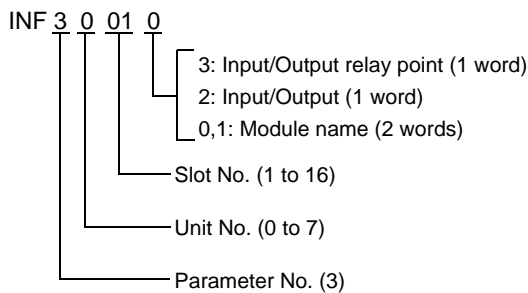 INF 3 0 01 0
3: Input/Output relay point (1 word)
2: Input/Output (1 word)
0,1: Module name (2 words)
Slot No. (1 to 16)
Unit No. (0 to 7)
Parameter No. (3)